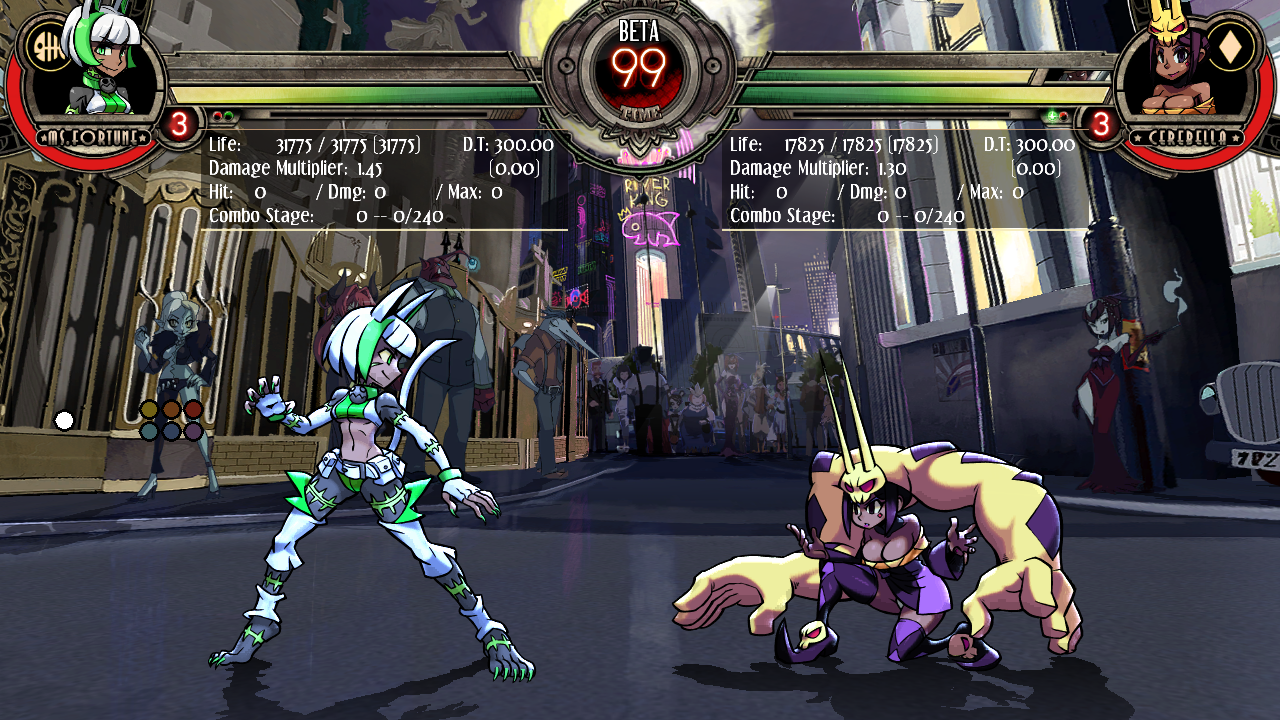 BETA
99
TIME
MS.FORTUNE
3
3
CEREBELLA
Life: 31775 / 31775 (31775) D.T: 300.00
Damage Multiplier: 1.45 (0.00)
Hit: 0 / Dmg: 0 / Max: 0
Combo Stage: 0 -- 0/240
Life: 17825 / 17825 (17825) D.T: 300.00
Damage Multiplier: 1.30 (0.00)
Hit: 0 / Dmg: 0 / Max: 0
Combo Stage: 0 -- 0/240
RIVER
KING